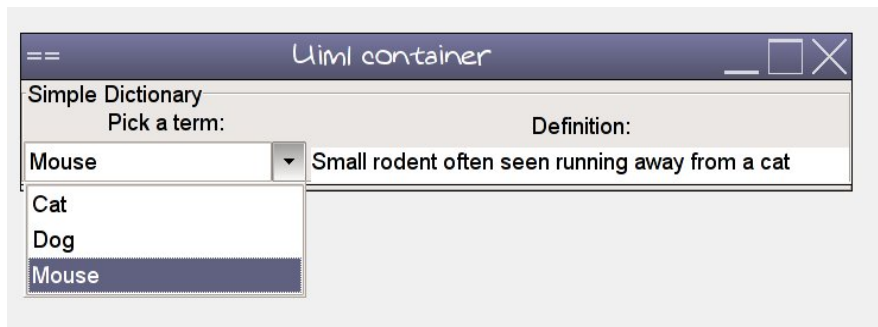 == Uiml container
Simple Dictionary
Pick a term: Definition:
Mouse Small rodent often seen running away from a cat
Cat
Dog
Mouse